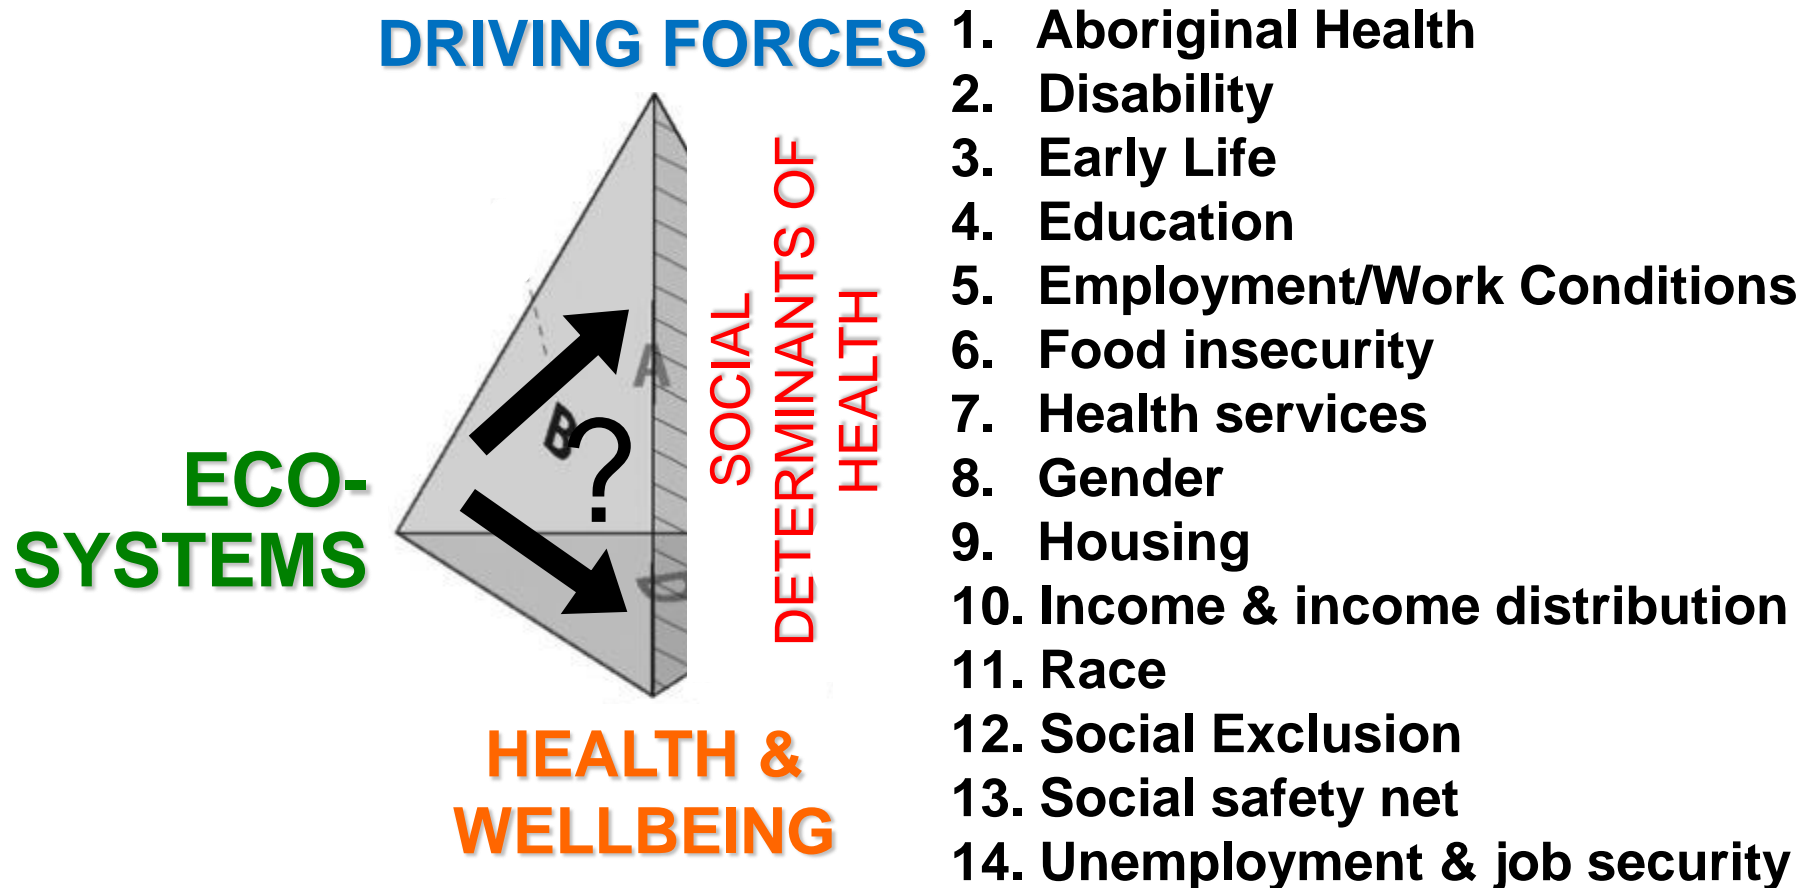 DRIVING FORCES
ECO-
SYSTEMS
A
B
?
D
SOCIAL
DETERMINANTS OF
HEALTH
HEALTH &
WELLBEING
1. Aboriginal Health
2. Disability
3. Early Life
4. Education
5. Employment/Work Conditions
6. Food insecurity
7. Health services
8. Gender
9. Housing
10. Income & income distribution
11. Race
12. Social Exclusion
13. Social safety net
14. Unemployment & job security